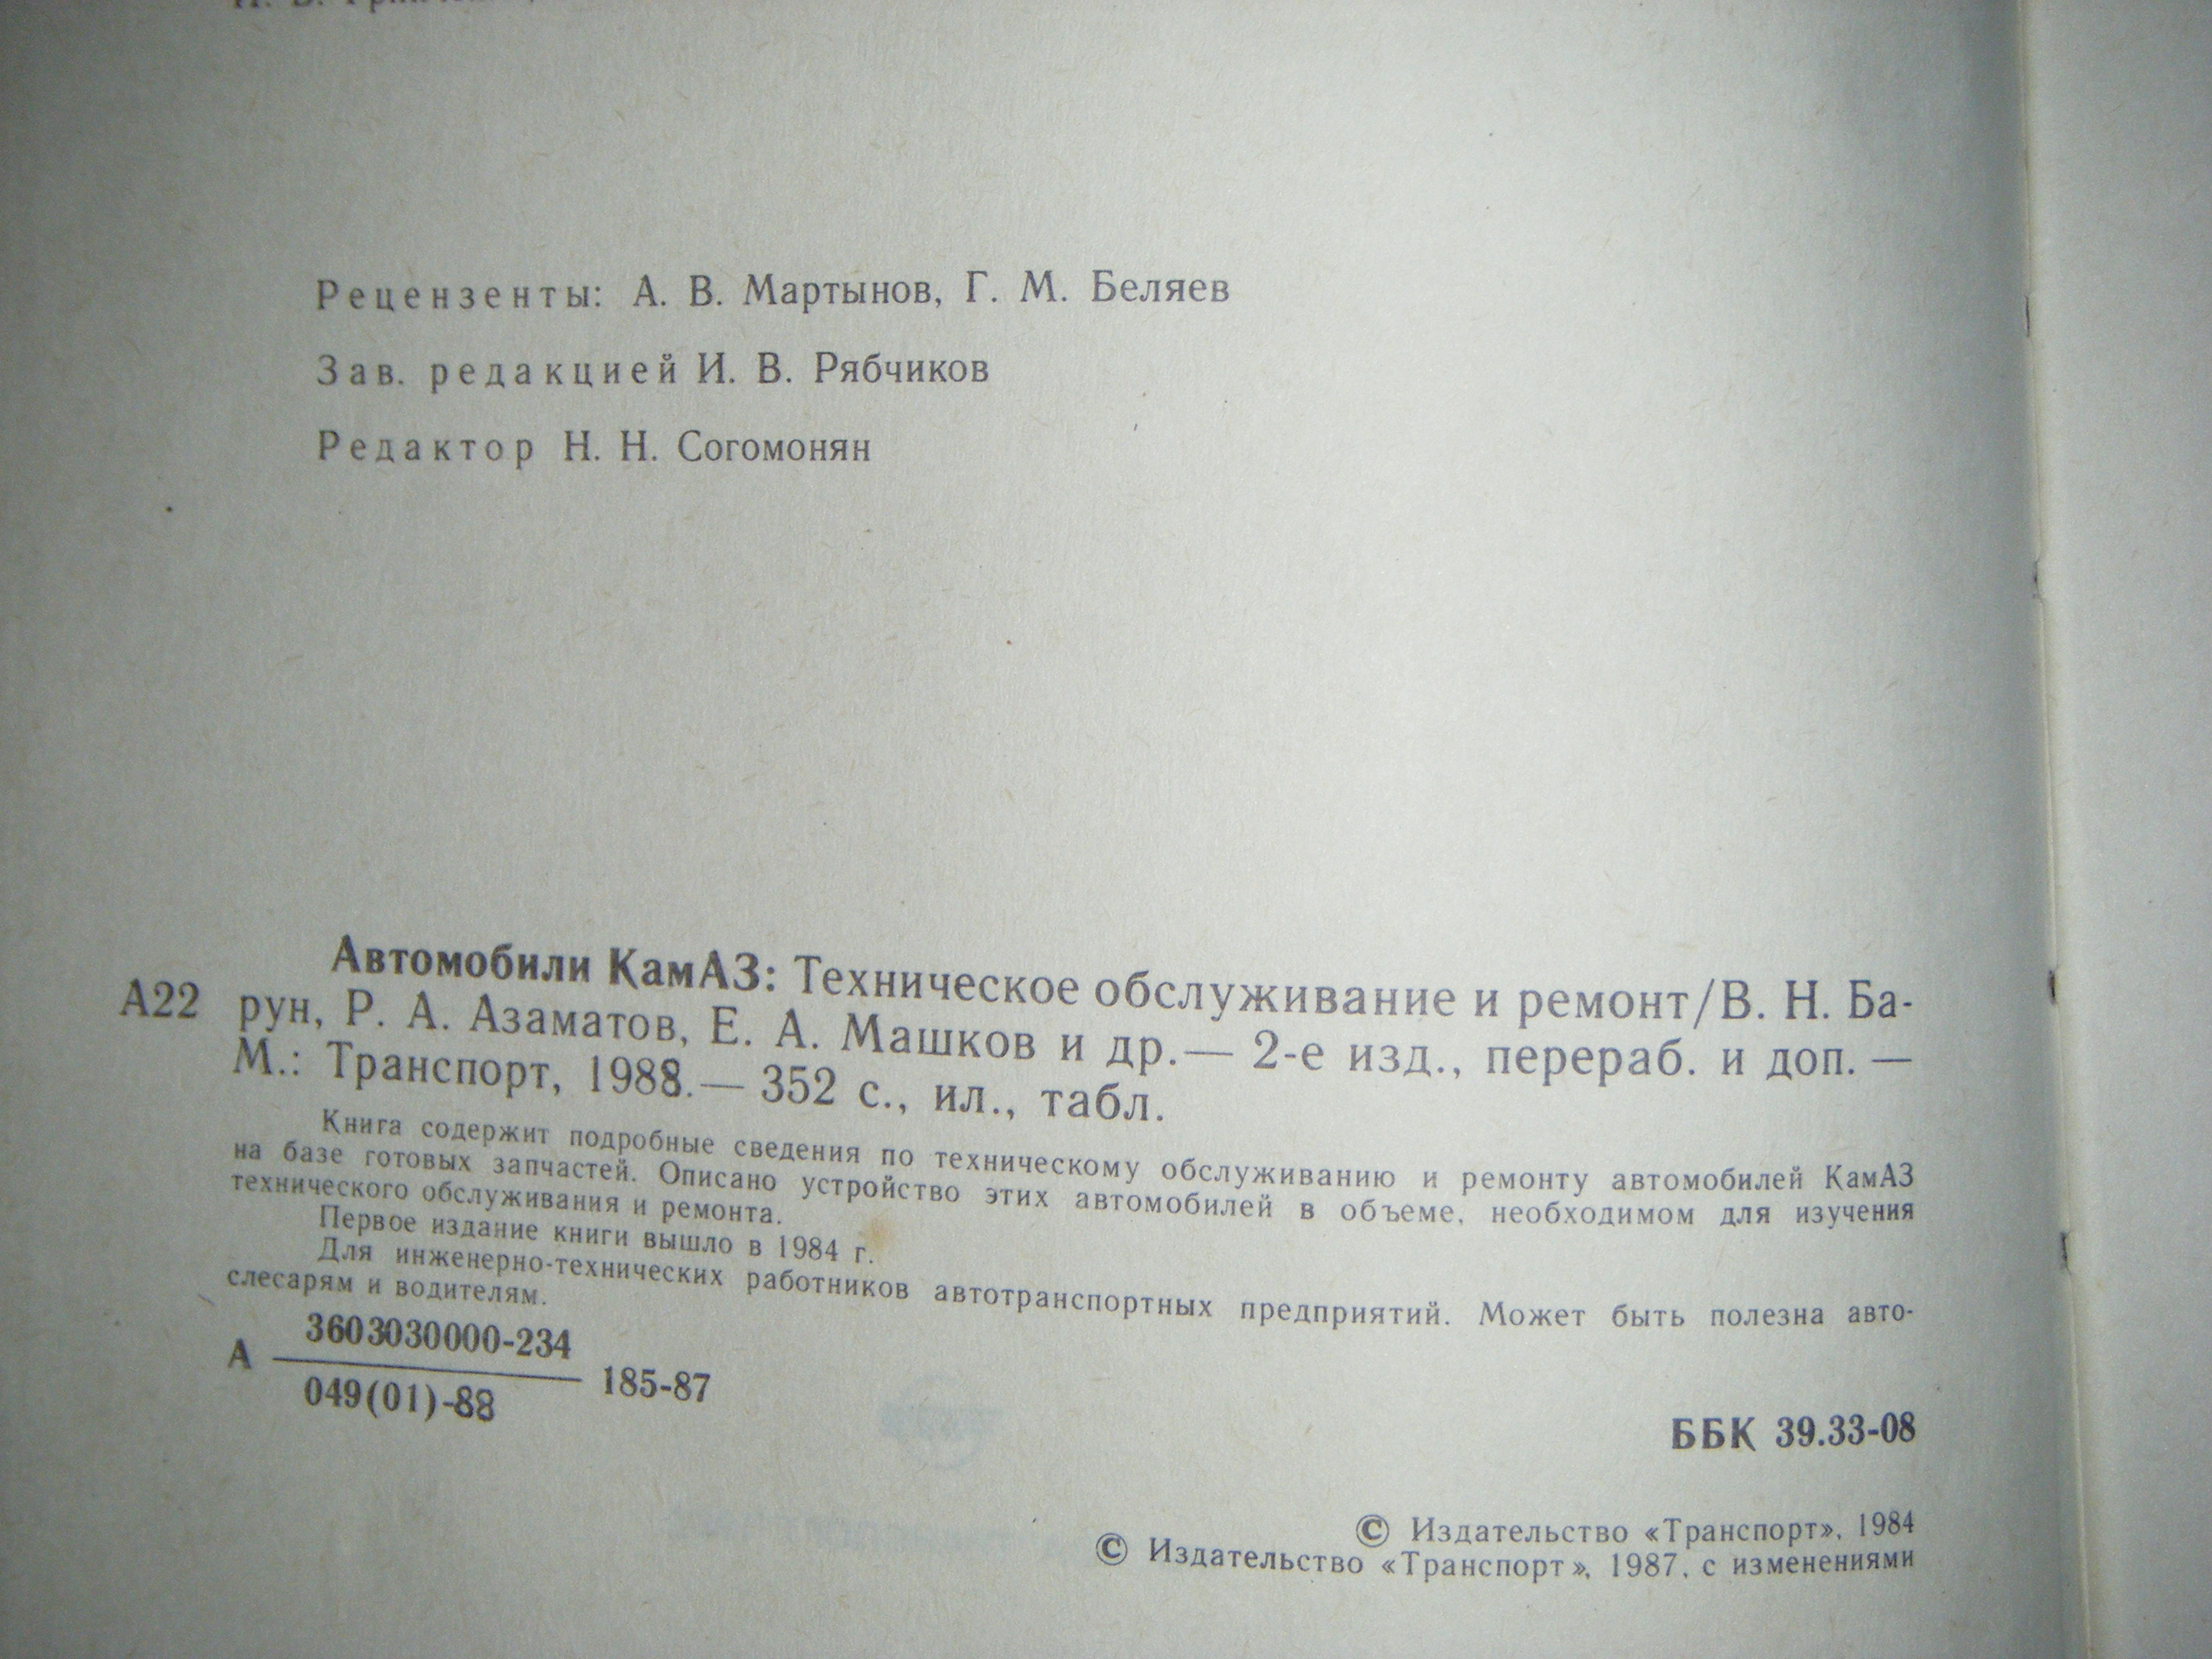 Рецензенты: А. В. Мартынов, Г. М. Беляев
Зав. редакцией И. В. Рябчиков
Редактор Н. Н. Согомонян
Автомобили КамАЗ: Техническое обслуживание и ремонт/В. Н. Ба-
А22 рун, Р. А. Азаматов, Е. А. Машков и др.— 2-е изд., перераб. и доп. —
М.: Транспорт, 1988.— 352 с., ил., табл.
Книга содержит подробные сведения по техническому обслуживанию и ремонту автомобилей КамАЗ
на базе готовых запчастей. Описано устройство этих автомобилей в объеме, необходимом для изучения
технического обслуживания и ремонта.
Первое издание книги вышло в 1984 г.
Для инженерно-технических работников автотранспортных предприятий. Может быть полезна авто-
слесарям и водителям.
А 3603030000-234
049(01)-88 185-87
ББК 39.33-08
© Издательство «Транспорт», 1984
© Издательство «Транспорт», 1987, с изменениями